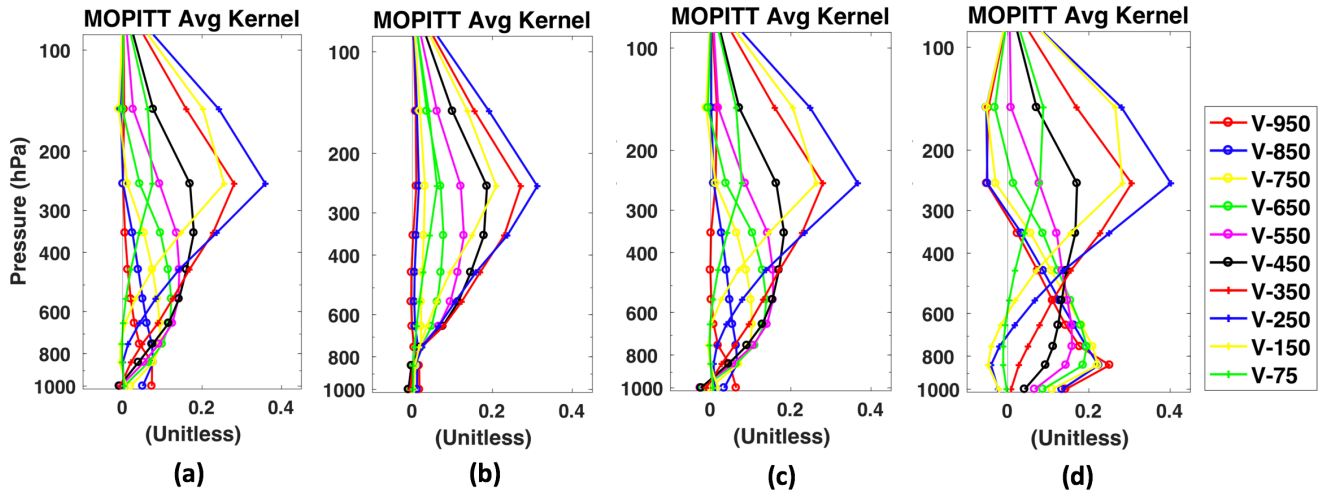 MOPITT Avg Kernel
MOPITT Avg Kernel
MOPITT Avg Kernel
MOPITT Avg Kernel
Pressure (hPa)
100
200
300
400
600
800
1000
0
0.2
0.4
(Unitless)
(a)
100
200
300
400
600
800
1000
0
0.2
0.4
(Unitless)
(b)
100
200
300
400
600
800
1000
0
0.2
0.4
(Unitless)
(c)
100
200
300
400
600
800
1000
0
0.2
0.4
(Unitless)
(d)
V-950
V-850
V-750
V-650
V-550
V-450
V-350
V-250
V-150
V-75